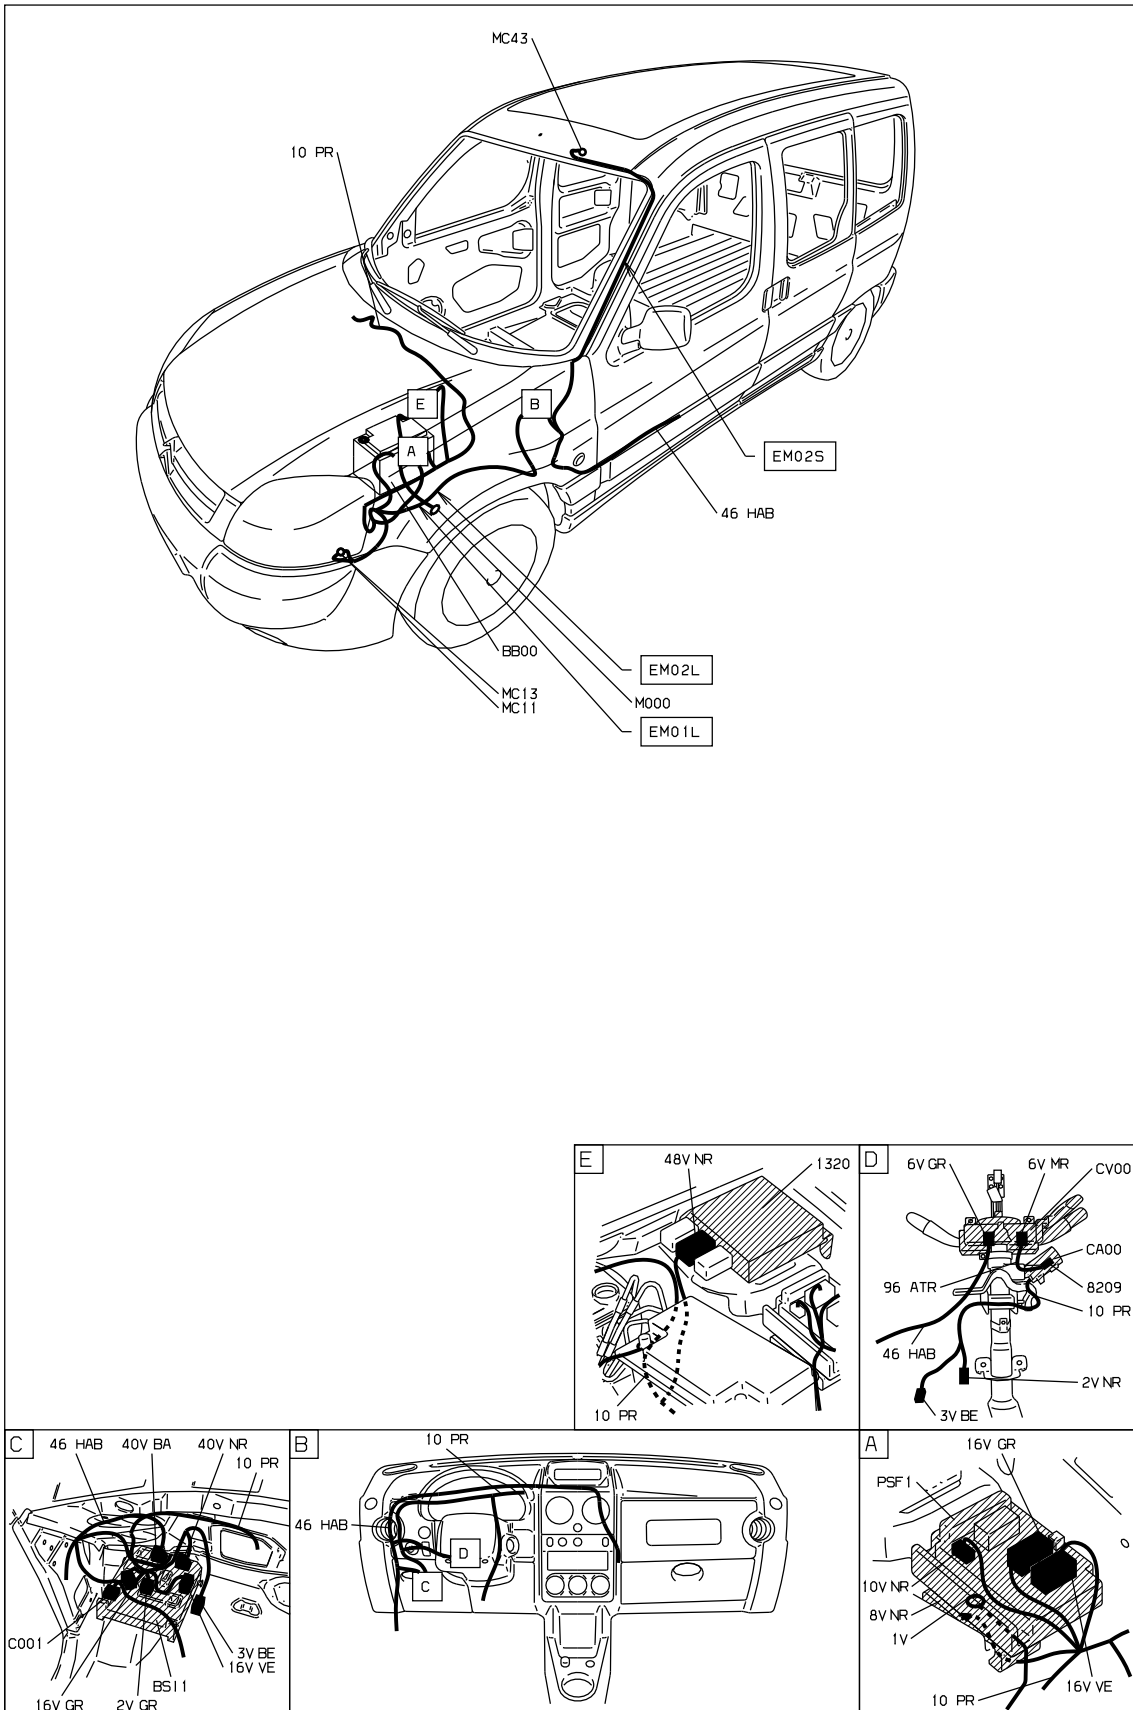 MC43
10 PR
E
B
A
EM02S
46 HAB
BB00
EM02L
MC13
M000
MC11
EM01L
E
48V NR
1320
10 PR
D
6V GR
6V MR
CV00
CA00
96 ATR
8209
10 PR
46 HAB
2V NR
3V BE
C
46 HAB
40V BA
40V NR
10 PR
C001
3V BE
16V VE
BSI1
16V GR
2V GR
B
10 PR
46 HAB
D
C
A
16V GR
PSF1
10V NR
8V NR
1V
16V VE
10 PR